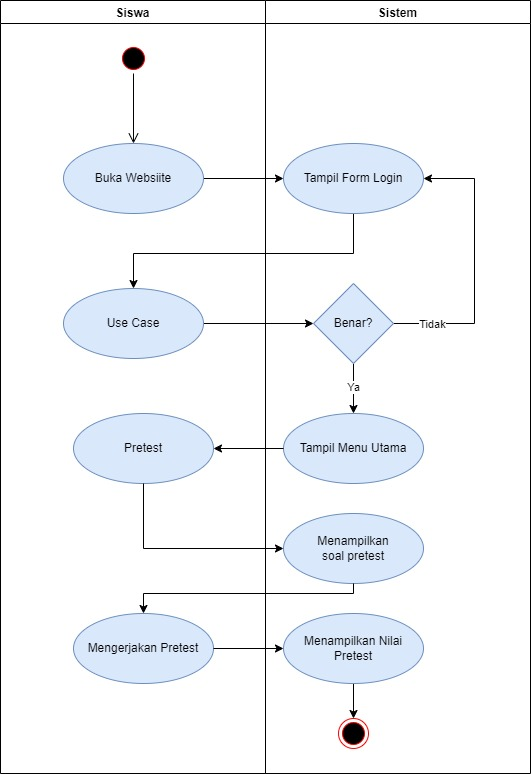 Siswa
Sistem
Buka Websiite
Tampil Form Login
Use Case
Benar?
Tidak
Ya
Pretest
Tampil Menu Utama
Menampilkan
soal pretest
Mengerjakan Pretest
Menampilkan Nilai
Pretest